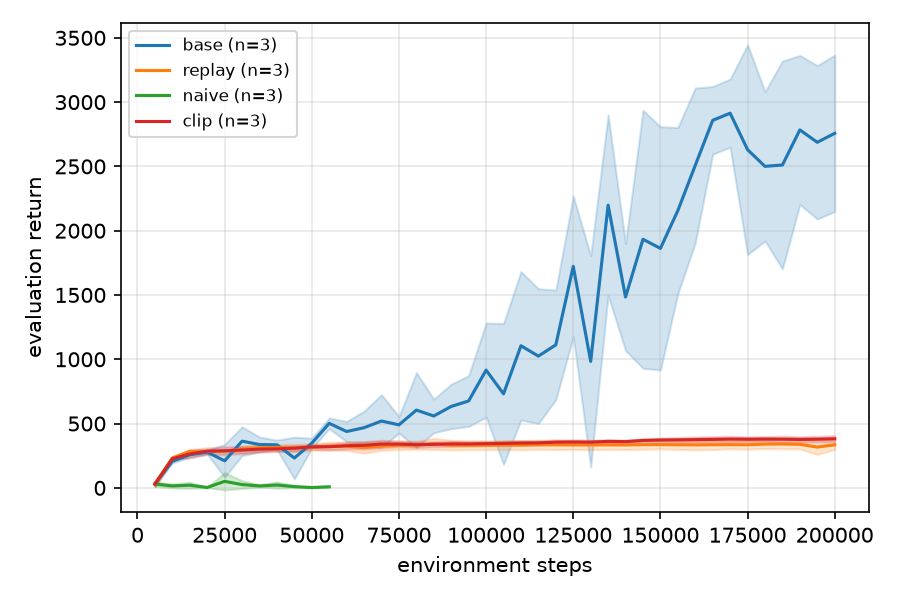 3500
3000
2500
2000
1500
1000
500
0
evaluation return
base (n=3)
replay (n=3)
naive (n=3)
clip (n=3)
0 25000 50000 75000 100000 125000 150000 175000 200000
environment steps